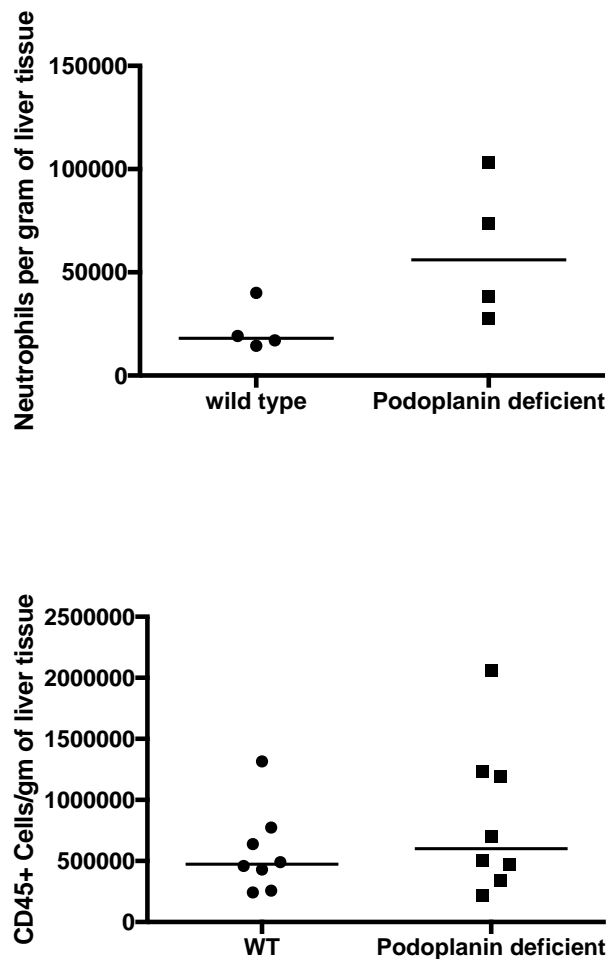 Neutrophils per gram of liver tissue
150000
100000
50000
0
wild type
Podoplanin deficient
CD45+ Cells/gm of liver tissue
2500000
2000000
1500000
1000000
500000
0
WT
Podoplanin deficient